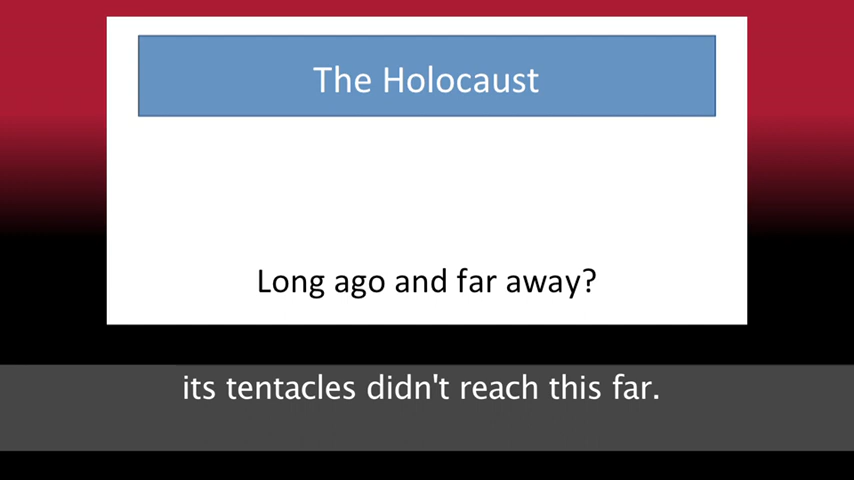 The Holocaust
Long ago and far away?
its tentacles didn't reach this far.